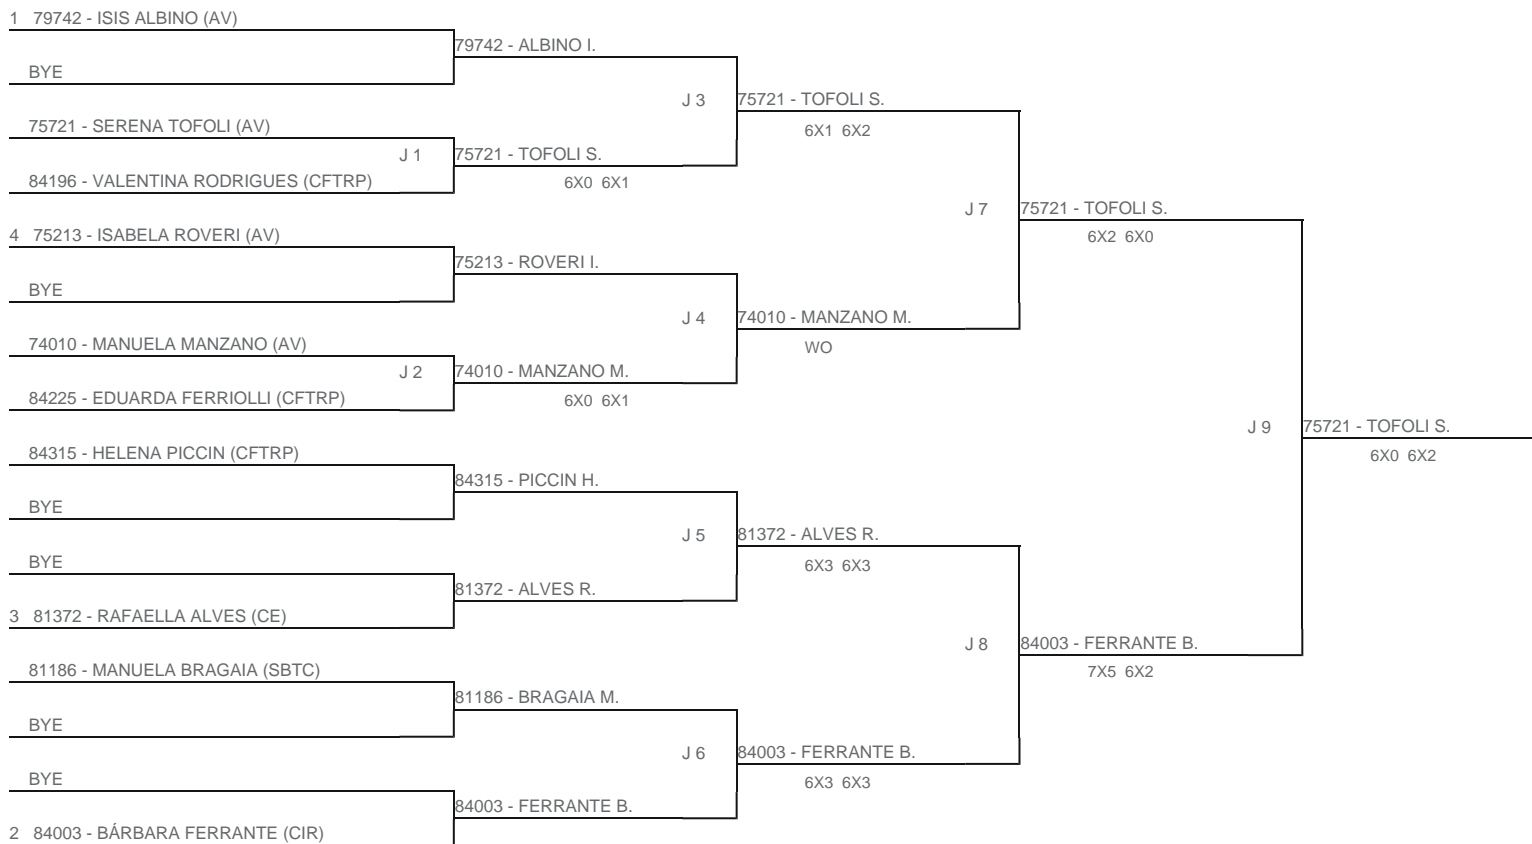 1 79742 - ISIS ALBINO (AV)
79742 - ALBINO I.
BYE
J 3
75721 - TOFOLI S.
6X1 6X2
75721 - SERENA TOFOLI (AV)
J 1
75721 - TOFOLI S.
6X0 6X1
84196 - VALENTINA RODRIGUES (CFTRP)
J 7
75721 - TOFOLI S.
6X2 6X0
4 75213 - ISABELA ROVERI (AV)
75213 - ROVERI I.
BYE
J 4
74010 - MANZANO M.
WO
74010 - MANUELA MANZANO (AV)
J 2
74010 - MANZANO M.
6X0 6X1
84225 - EDUARDA FERRIOLLI (CFTRP)
J 9
75721 - TOFOLI S.
6X0 6X2
84315 - HELENA PICCIN (CFTRP)
84315 - PICCIN H.
BYE
J 5
81372 - ALVES R.
6X3 6X3
BYE
81372 - ALVES R.
3 81372 - RAFAELLA ALVES (CE)
J 8
84003 - FERRANTE B.
7X5 6X2
81186 - MANUELA BRAGAIA (SBTC)
81186 - BRAGAIA M.
BYE
J 6
84003 - FERRANTE B.
6X3 6X3
BYE
84003 - FERRANTE B.
2 84003 - BÁRBARA FERRANTE (CIR)